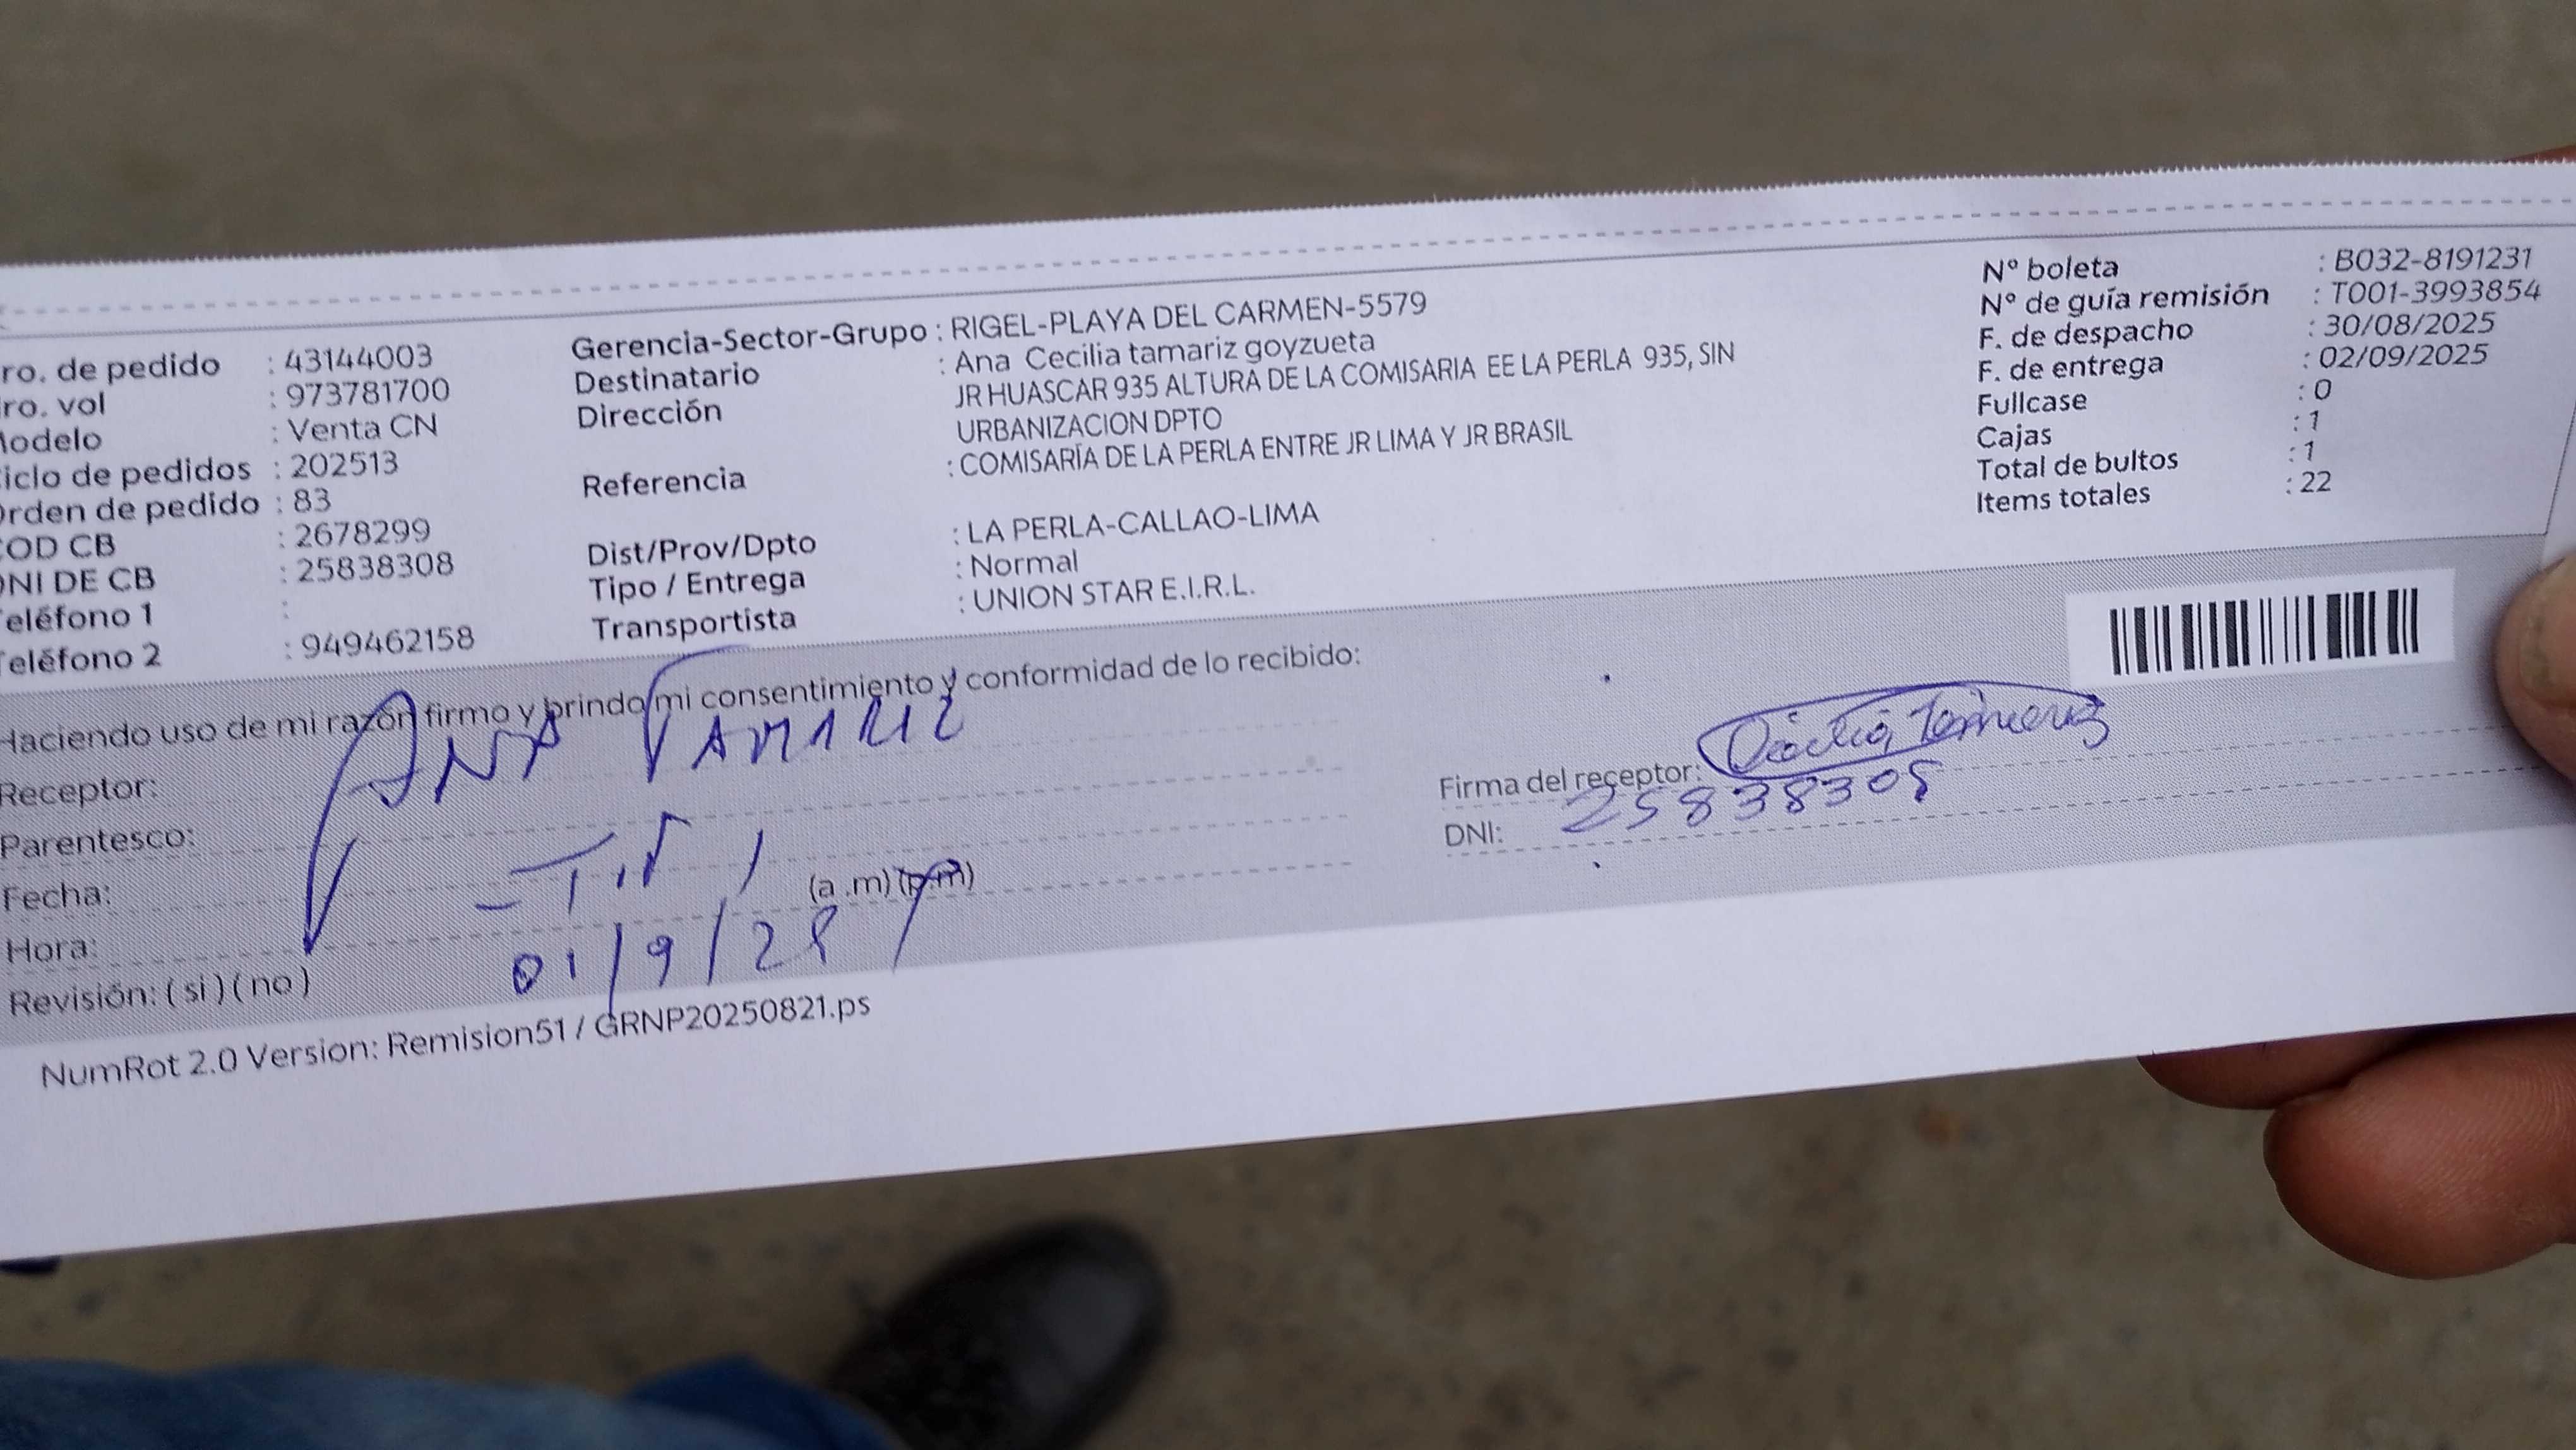 ro. de pedido : 43144003
ro. vol : 973781700
odelo : Venta CN
iclo de pedidos : 202513
rden de pedido : 83
OD CB : 2678299
NI DE CB : 25838308
eléfono 1 :
eléfono 2 : 949462158
Gerencia-Sector-Grupo : RIGEL-PLAYA DEL CARMEN-5579
Destinatario : Ana Cecilia tamariz goyzueta
Dirección JR HUASCAR 935 ALTURA DE LA COMISARIA EE LA PERLA 935, SIN
URBANIZACION DPTO
Referencia : COMISARÍA DE LA PERLA ENTRE JR LIMA Y JR BRASIL
Dist/Prov/Dpto : LA PERLA-CALLAO-LIMA
Tipo / Entrega : Normal
Transportista : UNION STAR E.I.R.L.
Nº boleta : B032-8191231
Nº de guía remisión : T001-3993854
F. de despacho : 30/08/2025
F. de entrega : 02/09/2025
Fullcase : 0
Cajas : 1
Total de bultos : 1
Items totales : 22
Haciendo uso de mi razón firmo y brindo mi consentimiento y conformidad de lo recibido:
Receptor: ANA TAMARIZ
Parentesco:
Fecha:
Hora: (a .m) (p.m)
01/9/25
Revisión: ( si ) ( no )
Firma del receptor: Cecilia Tamariz
DNI: 25838308
NumRot 2.0 Version: Remision51 / GRNP20250821.ps